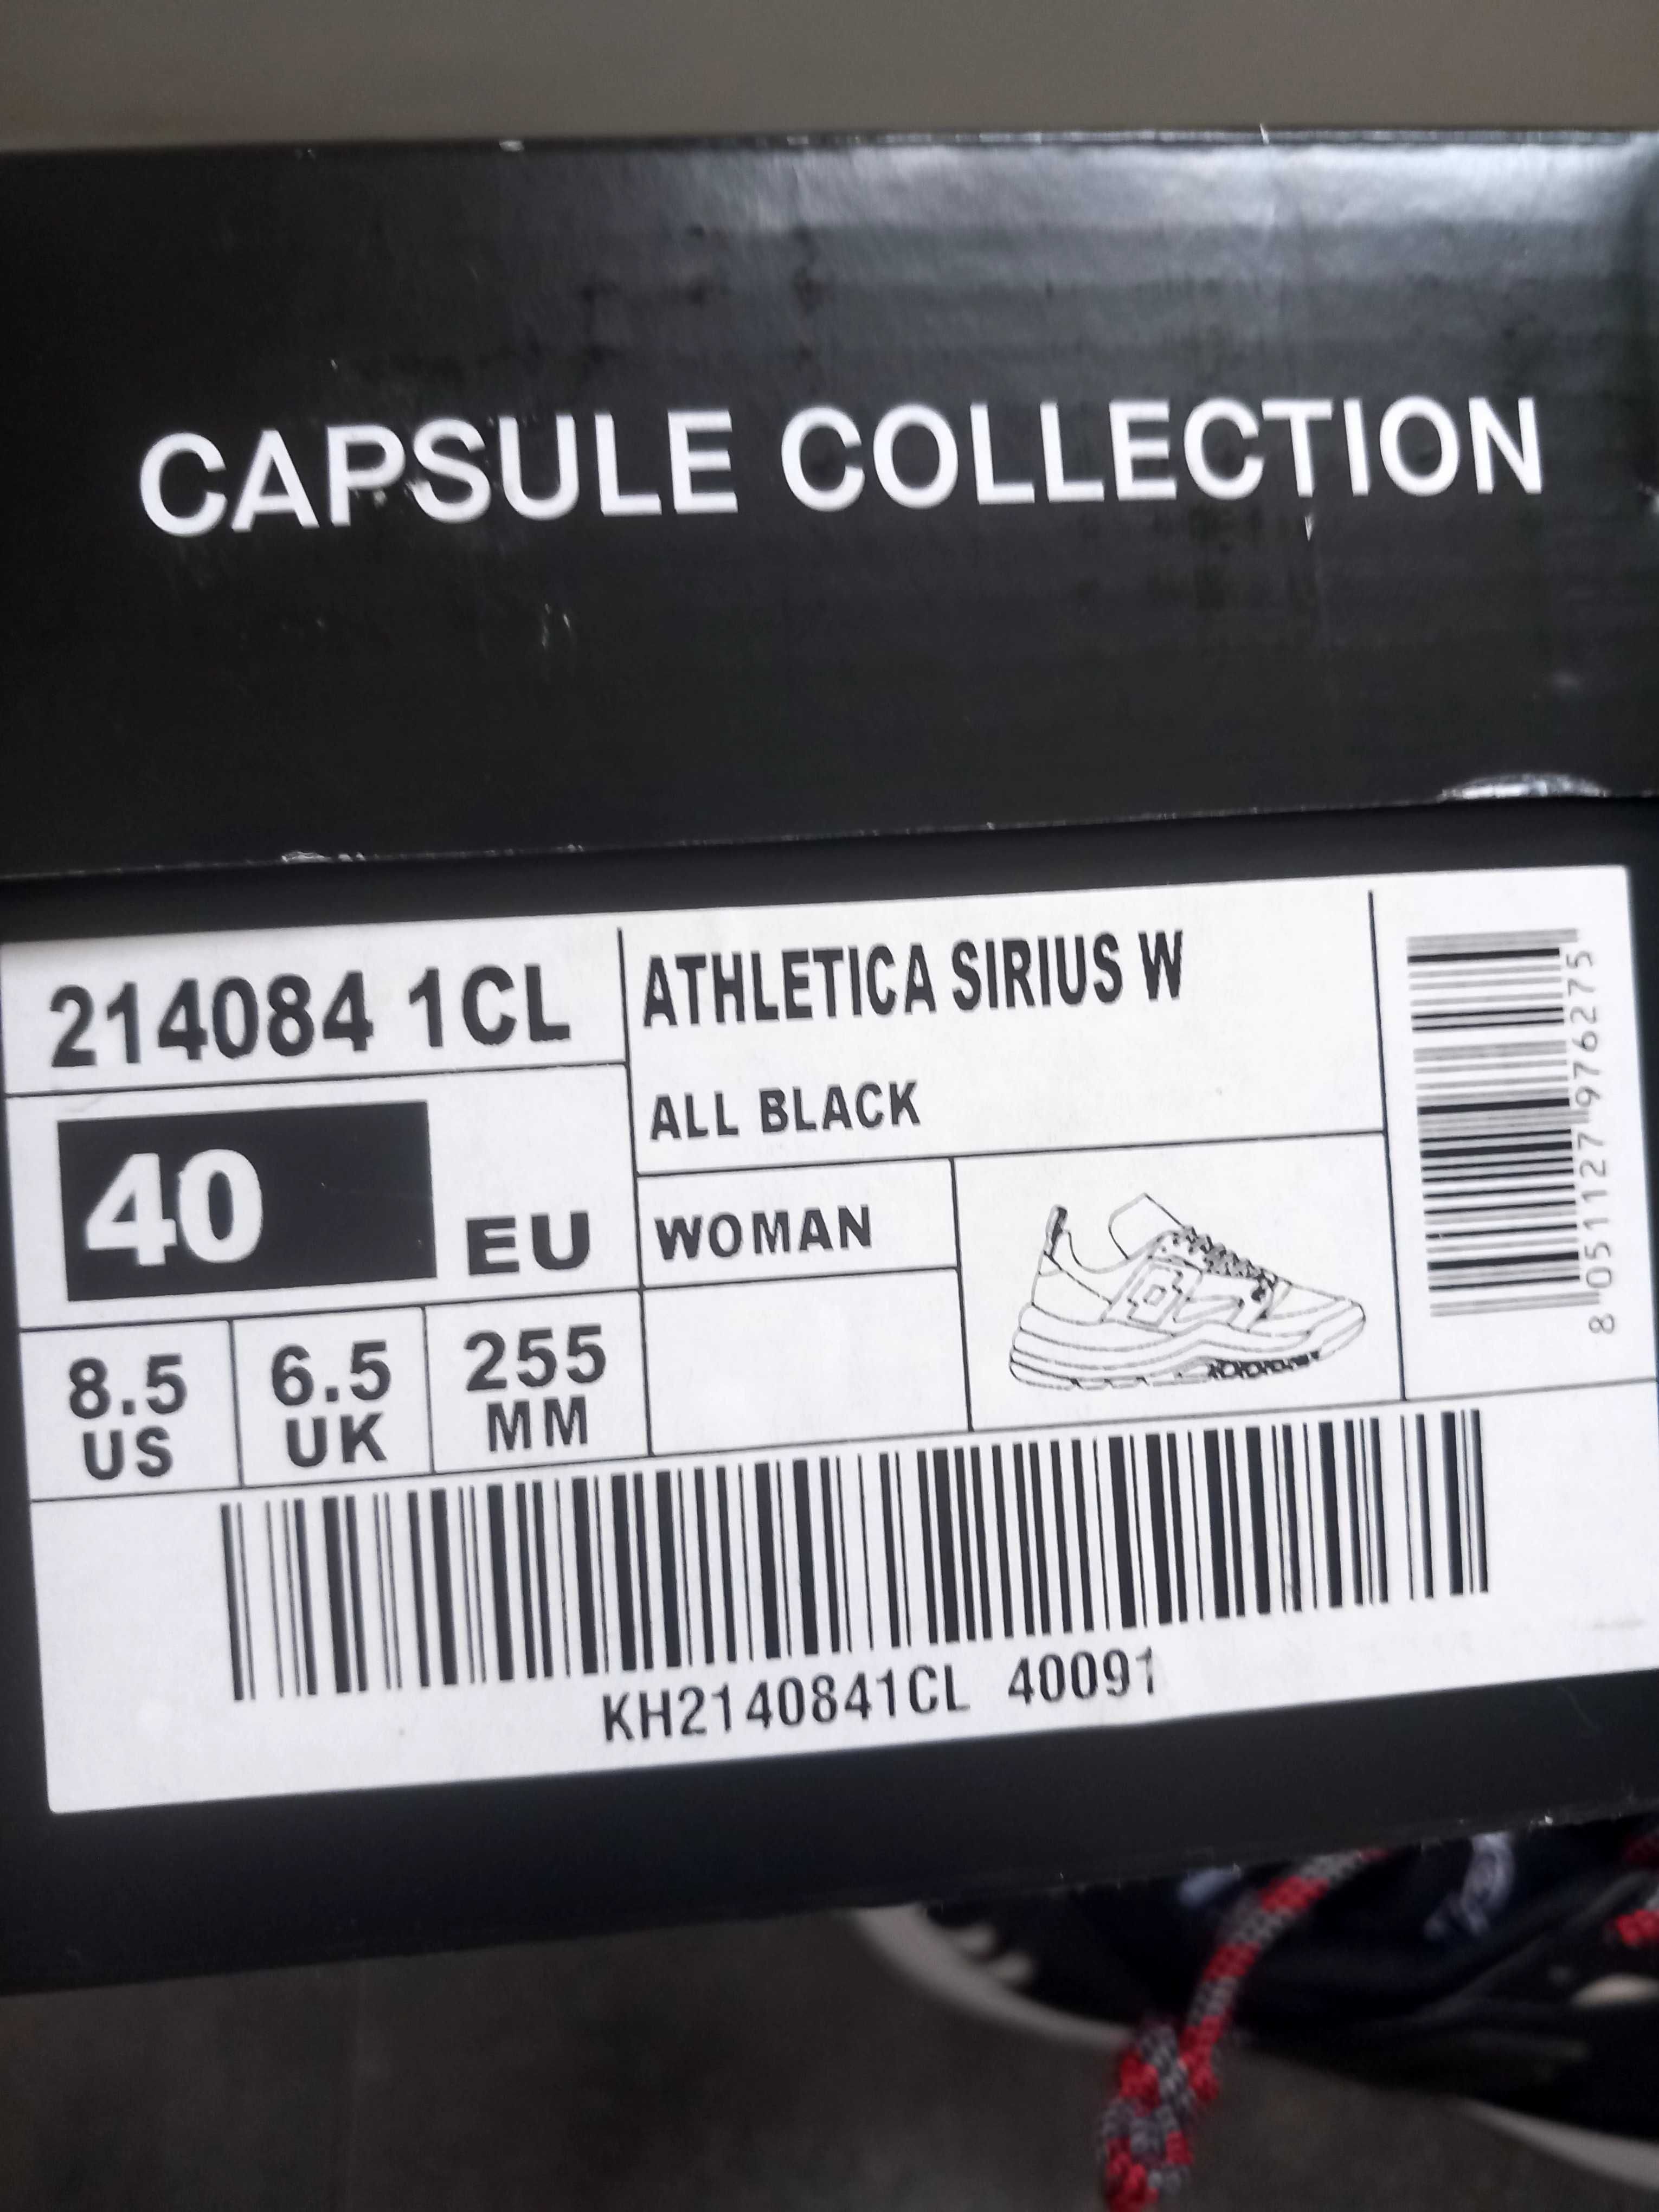 CAPSULE COLLECTION
214084 1CL
ATHLETICA SIRIUS W
ALL BLACK
40 EU
WOMAN
8.5 US
6.5 UK
255 MM
8 051127 976275
KH2140841CL 40091